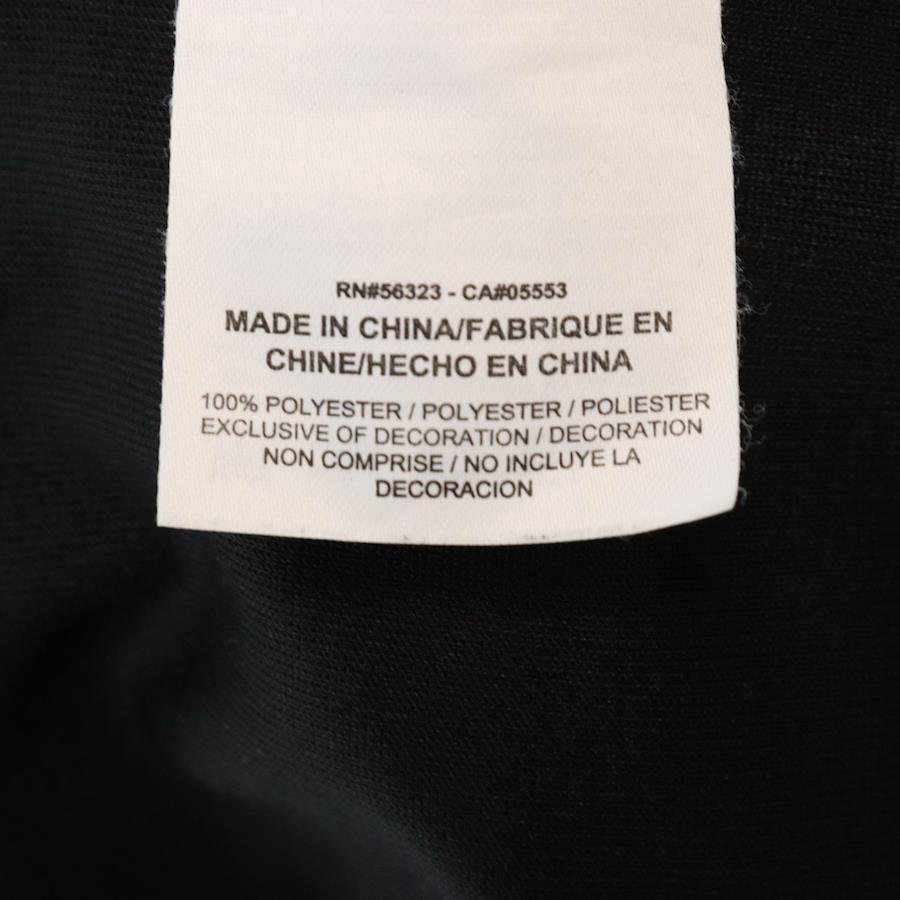 RN#56323 - CA#05553
MADE IN CHINA/FABRIQUE EN
CHINE/HECHO EN CHINA
100% POLYESTER / POLYESTER / POLIESTER
EXCLUSIVE OF DECORATION / DECORATION
NON COMPRISE / NO INCLUYE LA
DECORACION